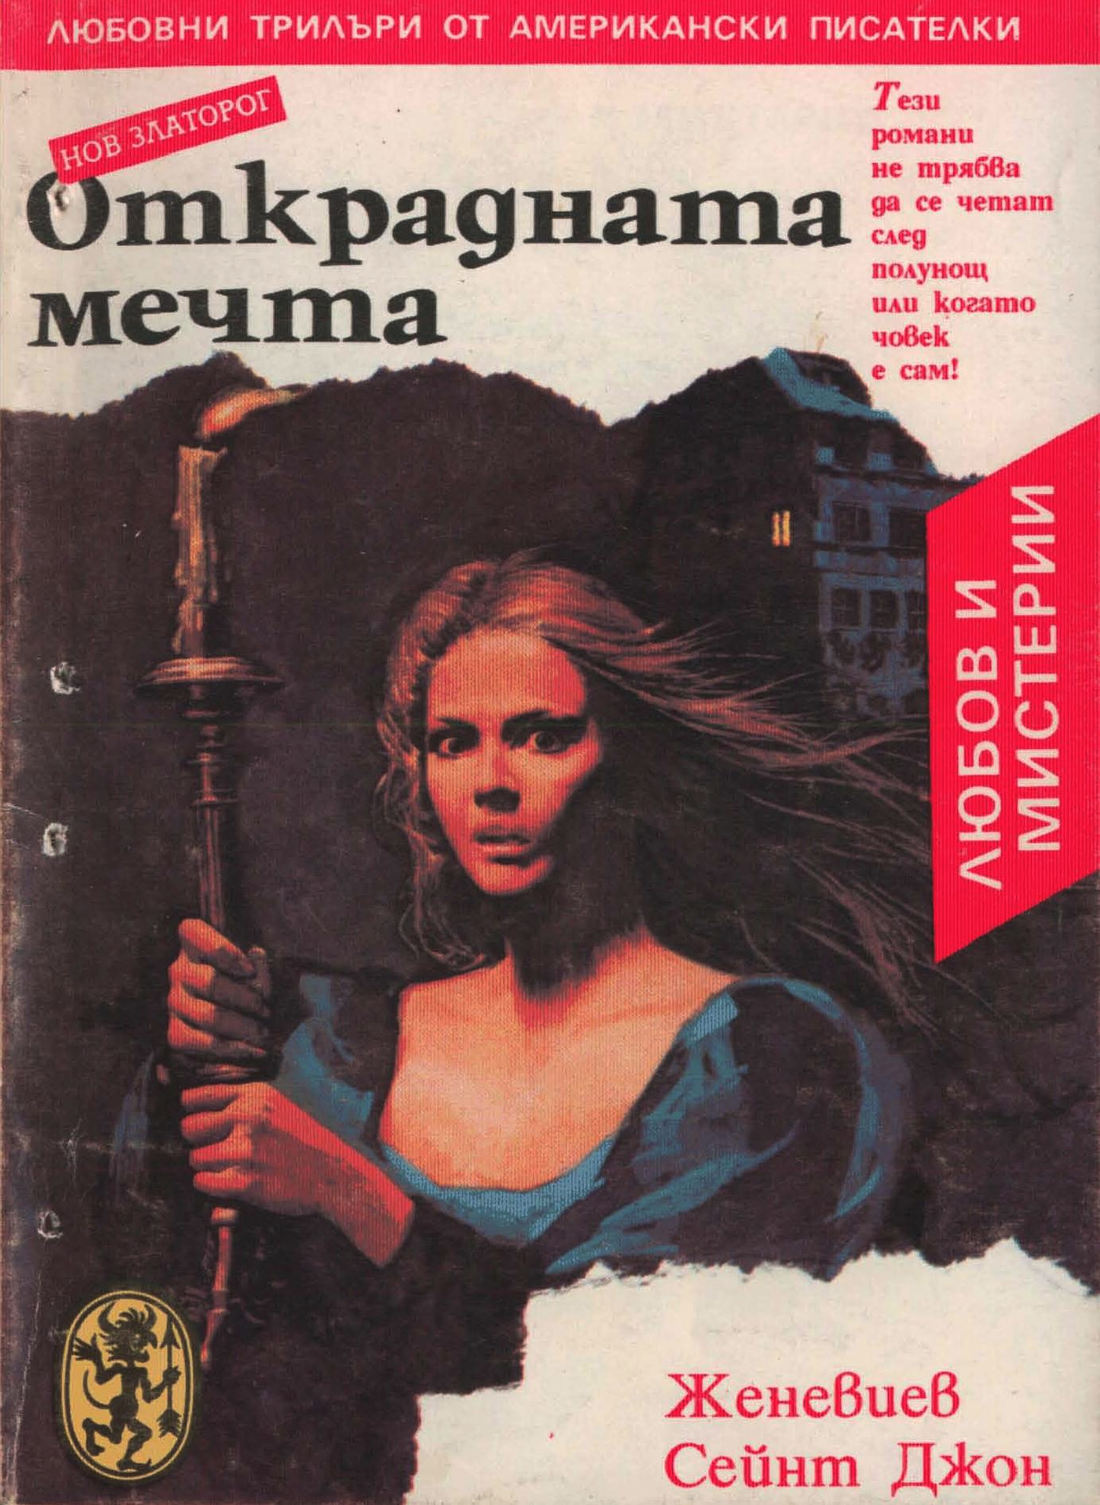 ЛЮБОВНИ ТРИЛЪРИ ОТ АМЕРИКАНСКИ ПИСАТЕЛКИ
НОВ ЗЛАТОРОГ
Открадната
мечта
Тези
романи
не трябва
да се четат
след
полунощ
или когато
човек
е сам!
ЛЮБОВ И
МИСТЕРИИ
Женевиев
Сейнт Джон